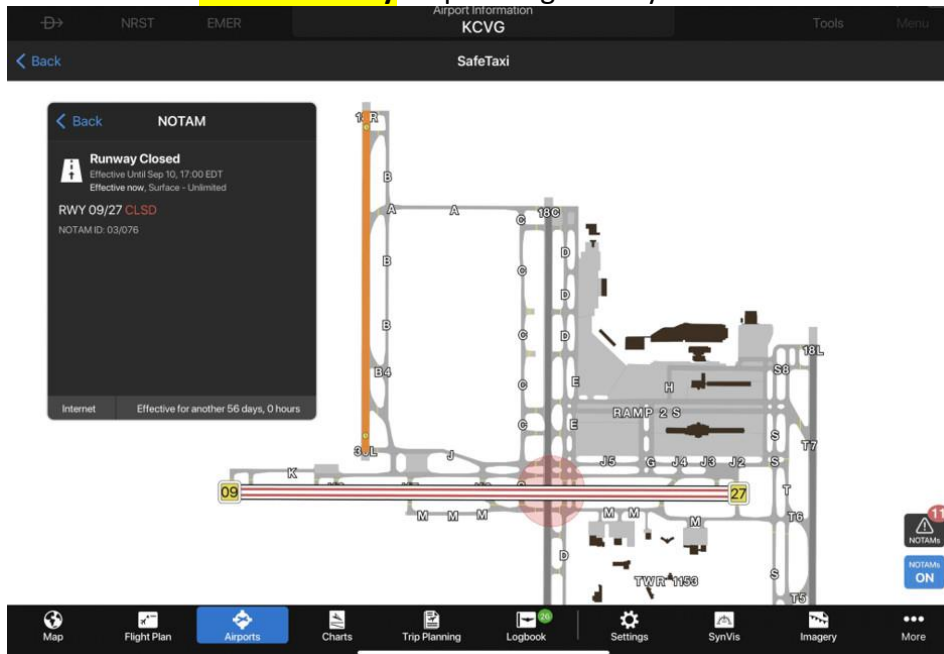 Airport Information
NRST
EMER
KCVG
Tools
Menu
Back
SafeTaxi
Back
NOTAM
Runway Closed
Effective Until Sep 10, 17:00 EDT
Effective now, Surface - Unlimited
RWY 09/27 CLSD
NOTAM ID: 03/076
Internet
Effective for another 56 days, 0 hours
B
A
A
C
18C
D
B
C
D
B
C
D
18L
B4
C
E
H
S8
RAMP 2 S
C
E
S
T7
J
J5
G
J4
J3
J2
S
K
09
27
T
M
M
M
M
M
M
T6
D
TWR 1153
S
T5
11
NOTAMs
NOTAMs
ON
26
Map
Flight Plan
Airports
Charts
Trip Planning
Logbook
Settings
SynVis
Imagery
More